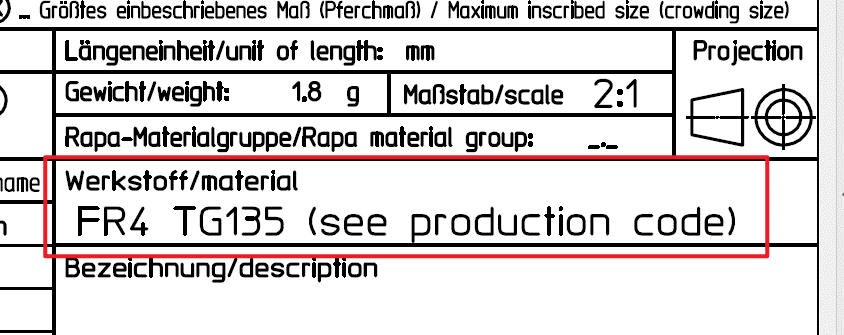 _ Größtes einbeschriebenes Maß (Pferchmaß) / Maximum inscribed size (crowding size)
Längeneinheit/unit of length: mm
Projection
Gewicht/weight: 1.8 g
Maßstab/scale 2:1
Rapa-Materialgruppe/Rapa material group: _._
name
Werkstoff/material
FR4 TG135 (see production code)
Bezeichnung/description